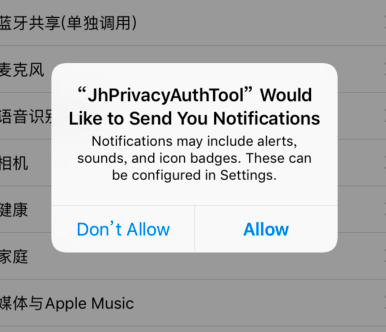 蓝牙共享(单独调用)
麦克风
“JhPrivacyAuthTool” Would
Like to Send You Notifications
语音识
Notifications may include alerts,
sounds, and icon badges. These can
be configured in Settings.
相机
健康
Don’t Allow
Allow
家庭
媒体与Apple Music